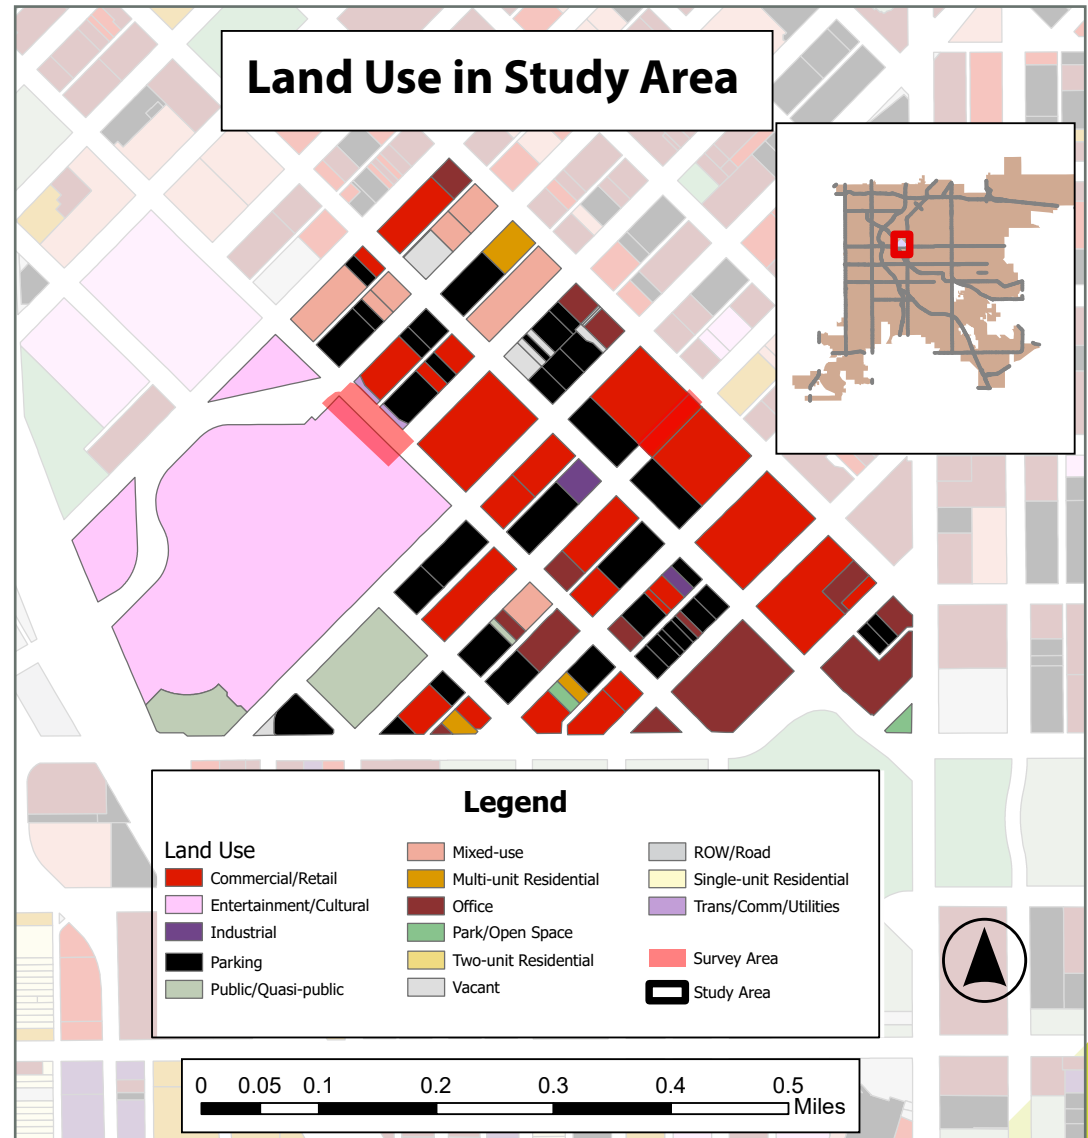 Land Use in Study Area
Legend
Land Use
Commercial/Retail
Entertainment/Cultural
Industrial
Parking
Public/Quasi-public
Mixed-use
Multi-unit Residential
Office
Park/Open Space
Two-unit Residential
Vacant
ROW/Road
Single-unit Residential
Trans/Comm/Utilities
Survey Area
Study Area
0 0.05 0.1 0.2 0.3 0.4 0.5
Miles